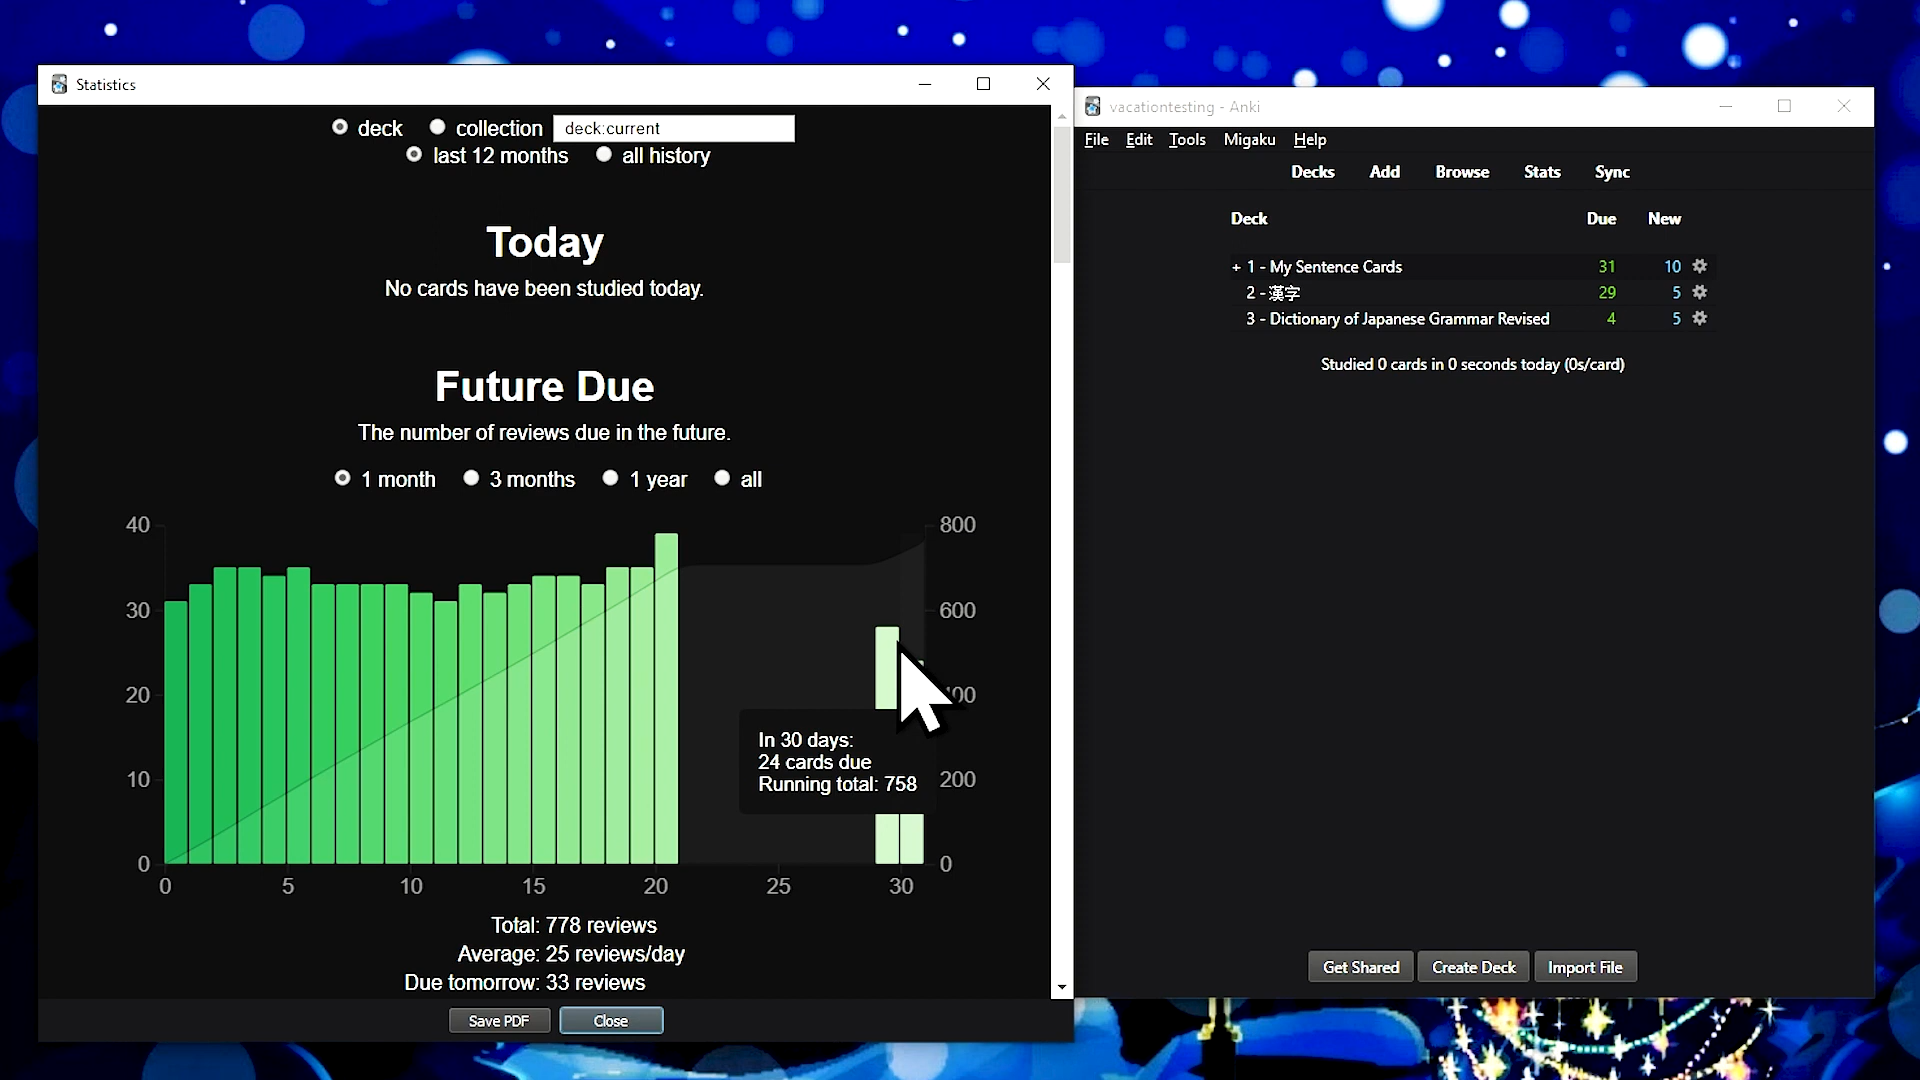 Statistics
deck collection deck:current
last 12 months all history
Today
No cards have been studied today.
Future Due
The number of reviews due in the future.
1 month 3 months 1 year all
40 800
30 600
20
10 200
0 0
In 30 days:
24 cards due
Running total: 758
0 5 10 15 20 25 30
Total: 778 reviews
Average: 25 reviews/day
Due tomorrow: 33 reviews
Save PDF Close
vacationtesting - Anki
File Edit Tools Migaku Help
Decks Add Browse Stats Sync
Deck Due New
+ 1 - My Sentence Cards 31 10
2 - 漢字 29 5
3 - Dictionary of Japanese Grammar Revised 4 5
Studied 0 cards in 0 seconds today (0s/card)
Get Shared Create Deck Import File